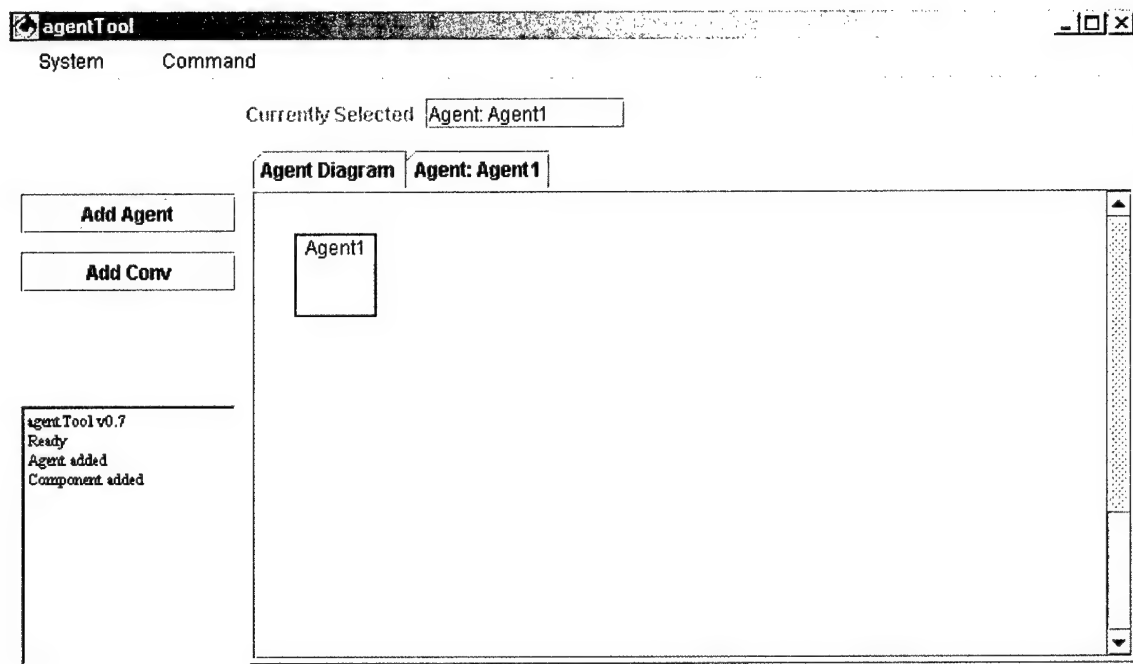 agentTool
System Command
Currently Selected Agent: Agent1
Agent Diagram Agent: Agent1
Add Agent
Add Conv
Agent1
agentTool v0.7
Ready
Agent added
Component added